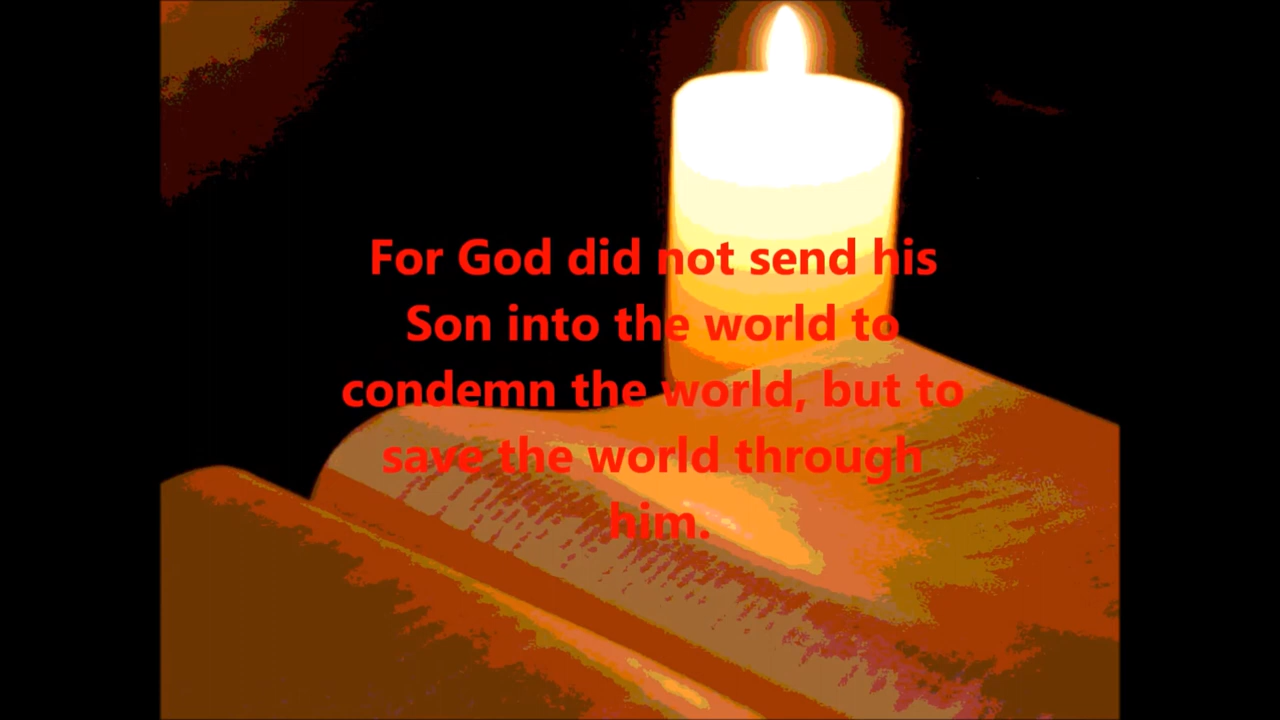 For God did not send his
Son into the world to
condemn the world, but to
save the world through
him.